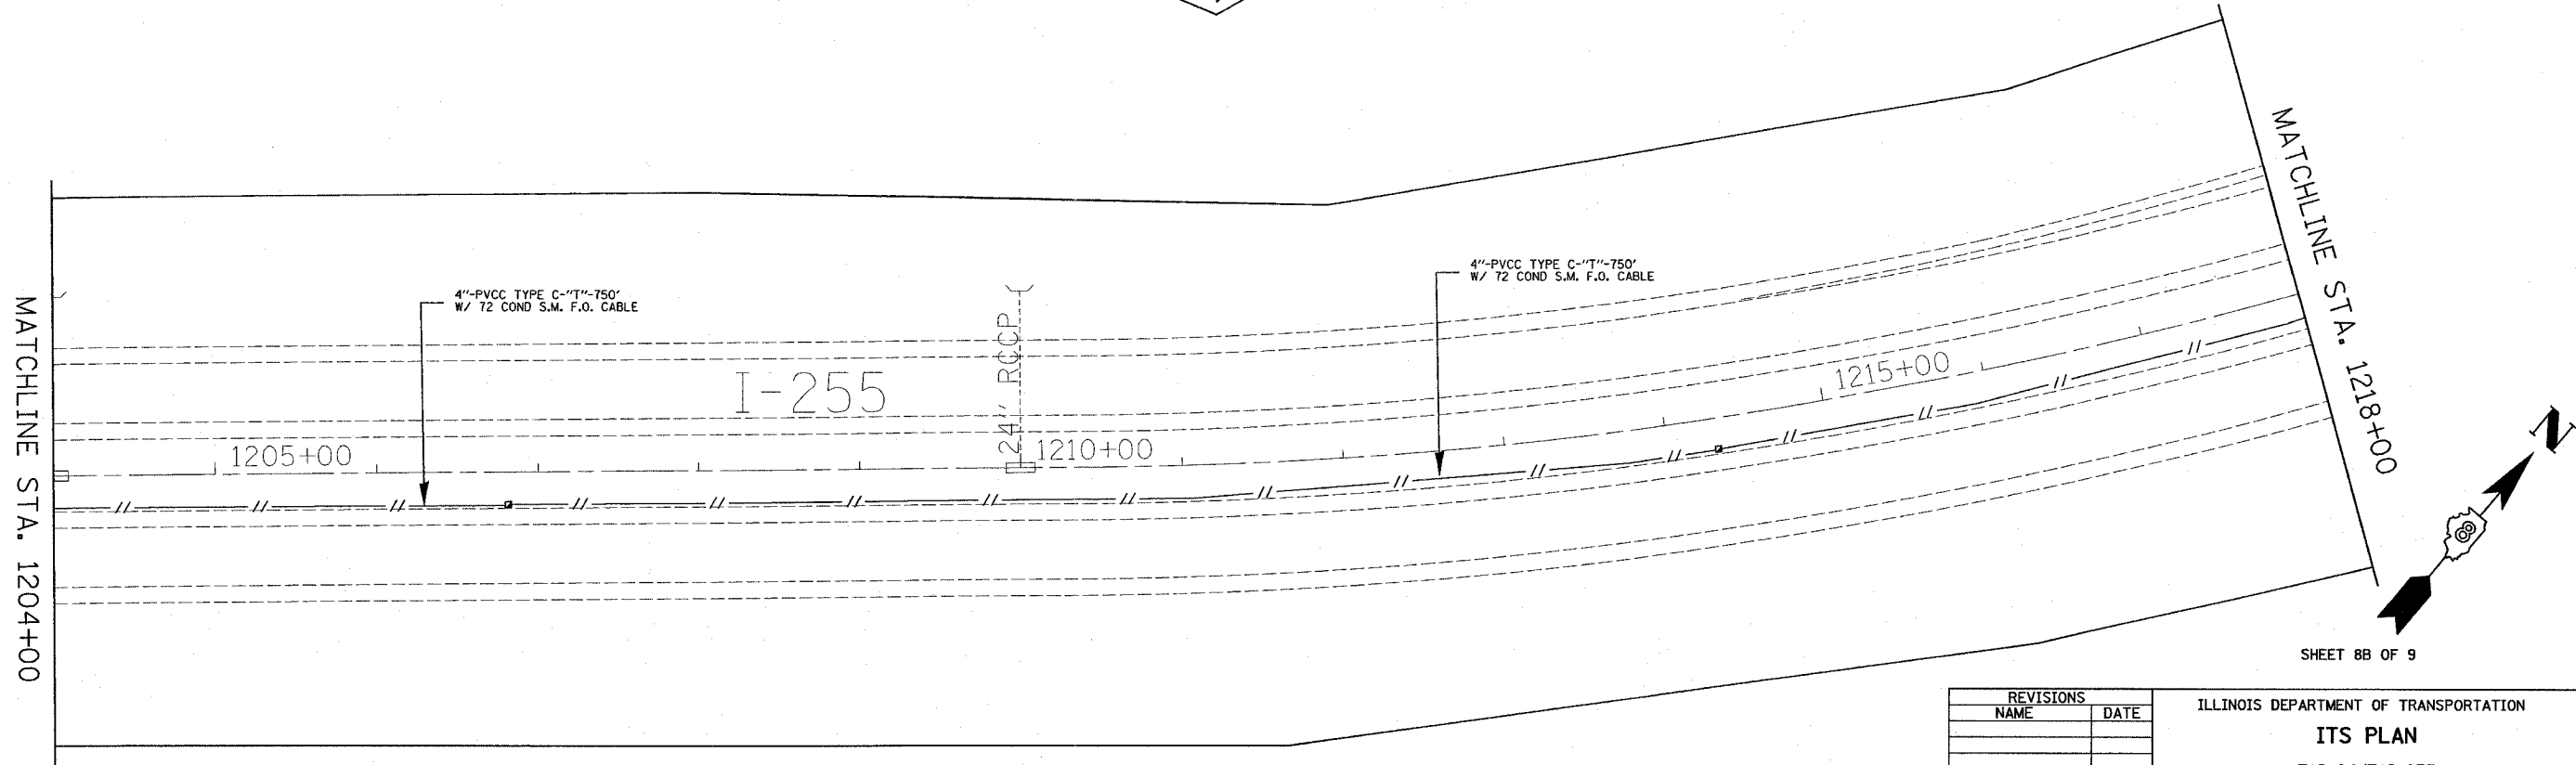 MATCHLINE STA. 1204+00
4"-PVCC TYPE C-"T"-750'
W/ 72 COND S.M. F.O. CABLE
I-255
24" RCCP
1205+00
1210+00
4"-PVCC TYPE C-"T"-750'
W/ 72 COND S.M. F.O. CABLE
1215+00
MATCHLINE STA. 1218+00
N
SHEET 8B OF 9
REVISIONS
NAME DATE
ILLINOIS DEPARTMENT OF TRANSPORTATION
ITS PLAN